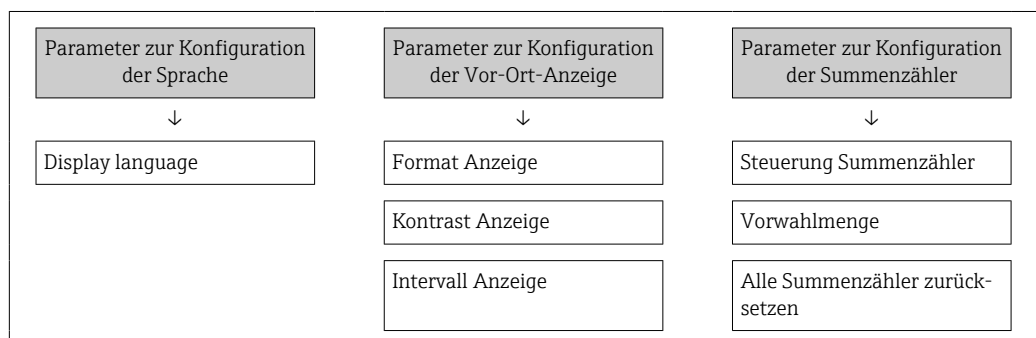 Parameter zur Konfiguration
der Sprache
↓
Display language
Parameter zur Konfiguration
der Vor-Ort-Anzeige
↓
Format Anzeige
Kontrast Anzeige
Intervall Anzeige
Parameter zur Konfiguration
der Summenzähler
↓
Steuerung Summenzähler
Vorwahlmenge
Alle Summenzähler zurück-
setzen